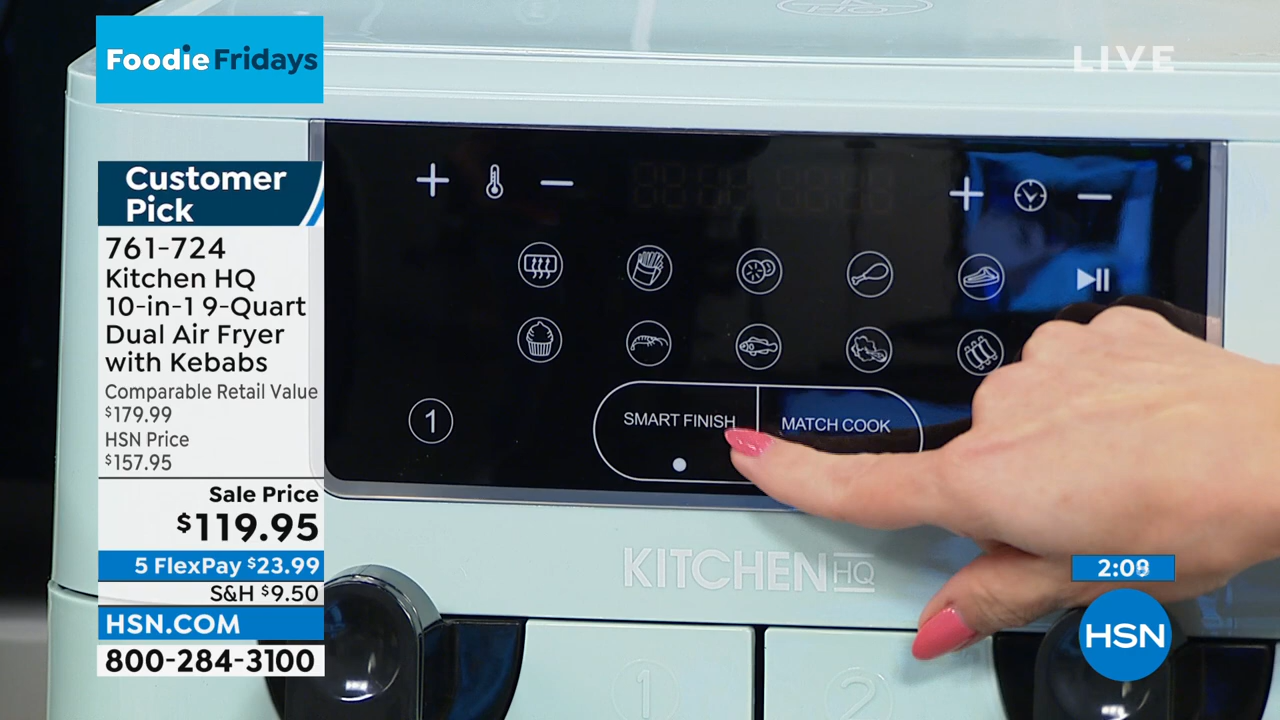 Foodie Fridays
LIVE
Customer
Pick
761-724
Kitchen HQ
10-in-1 9-Quart
Dual Air Fryer
with Kebabs
Comparable Retail Value
$179.99
HSN Price
$157.95
Sale Price
$119.95
5 FlexPay $23.99
S&H $9.50
HSN.COM
800-284-3100
1
SMART FINISH
MATCH COOK
KITCHEN HQ
1
2
2:08
HSN